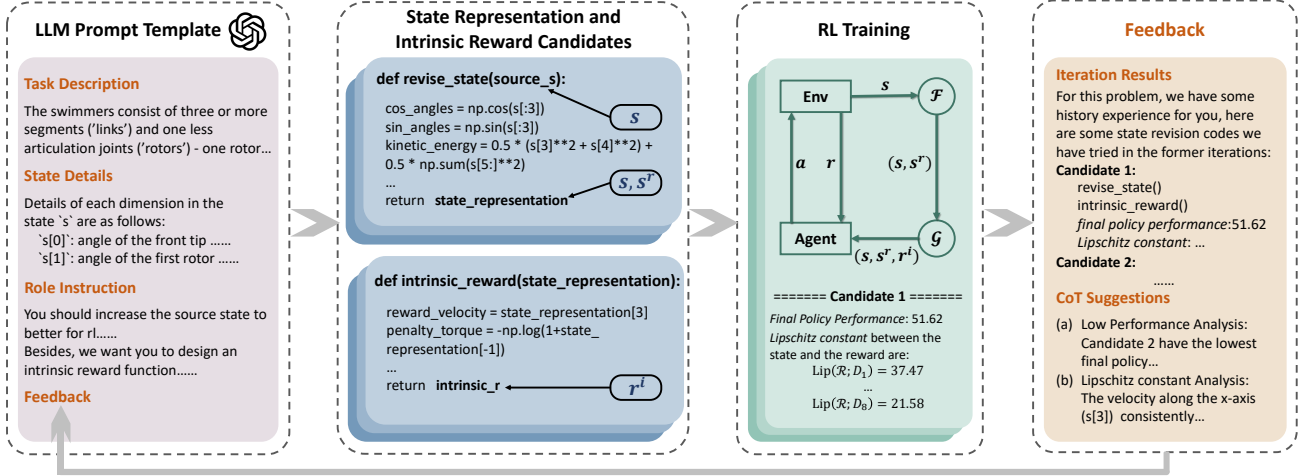 LLM Prompt Template
Task Description
The swimmers consist of three or more
segments ('links') and one less
articulation joints ('rotors') - one rotor...
State Details
Details of each dimension in the
state `s` are as follows:
`s[0]`: angle of the front tip ......
`s[1]`: angle of the first rotor ......
Role Instruction
You should increase the source state to
better for rl......
Besides, we want you to design an
intrinsic reward function......
Feedback
State Representation and
Intrinsic Reward Candidates
def revise_state(source_s):
cos_angles = np.cos(s[:3])
sin_angles = np.sin(s[:3])
kinetic_energy = 0.5 * (s[3]**2 + s[4]**2) +
0.5 * np.sum(s[5:]**2)
...
return state_representation
s
s, s^r
def intrinsic_reward(state_representation):
reward_velocity = state_representation[3]
penalty_torque = -np.log(1+state_
representation[-1])
...
return intrinsic_r
r^i
RL Training
Env
s
ℱ
a
r
(s, s^r)
Agent
𝒢
(s, s^r, r^i)
======= Candidate 1 =======
Final Policy Performance: 51.62
Lipschitz constant between the
state and the reward are:
Lip(ℛ; D₁) = 37.47
...
Lip(ℛ; D₈) = 21.58
Feedback
Iteration Results
For this problem, we have some
history experience for you, here
are some state revision codes we
have tried in the former iterations:
Candidate 1:
revise_state()
intrinsic_reward()
final policy performance:51.62
Lipschitz constant: ...
Candidate 2:
......
CoT Suggestions
(a) Low Performance Analysis:
Candidate 2 have the lowest
final policy...
(b) Lipschitz constant Analysis:
The velocity along the x-axis
(s[3]) consistently...